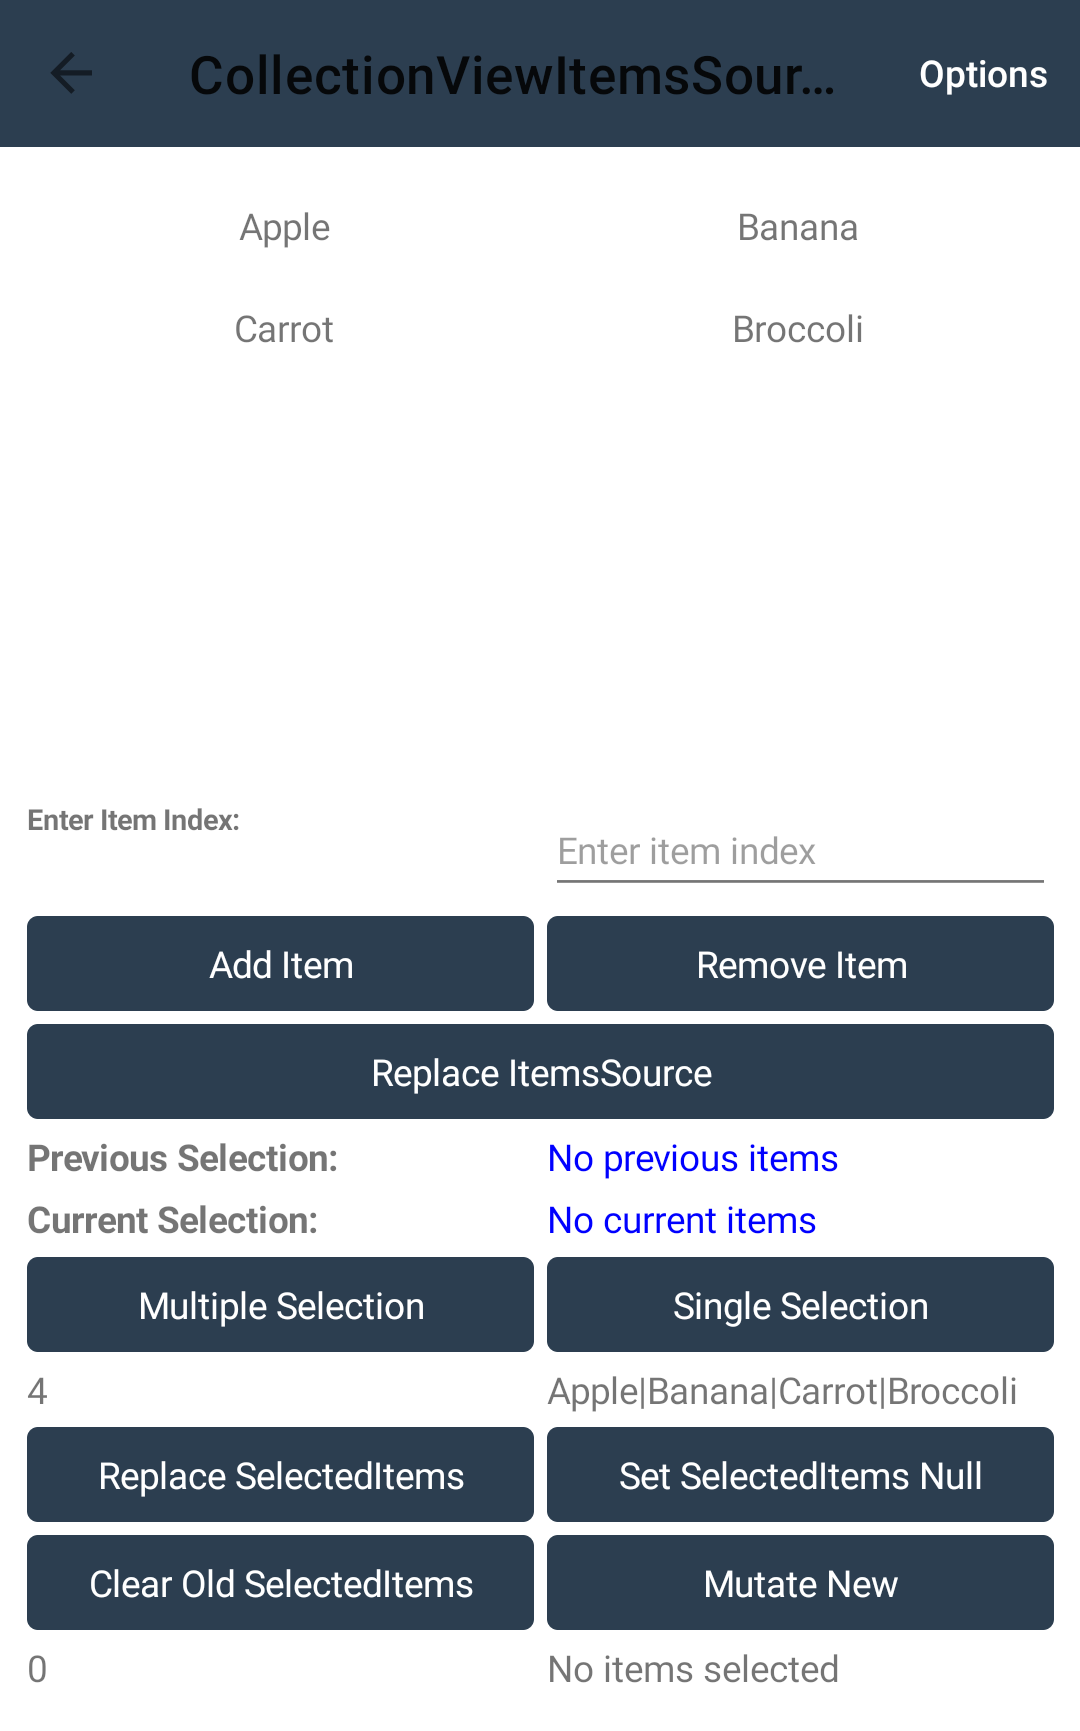 CollectionViewItemsSour...
Options
Apple
Banana
Carrot
Broccoli
Enter Item Index:
Enter item index
Add Item
Remove Item
Replace ItemsSource
Previous Selection:
No previous items
Current Selection:
No current items
Multiple Selection
Single Selection
4
Apple|Banana|Carrot|Broccoli
Replace SelectedItems
Set SelectedItems Null
Clear Old SelectedItems
Mutate New
0
No items selected